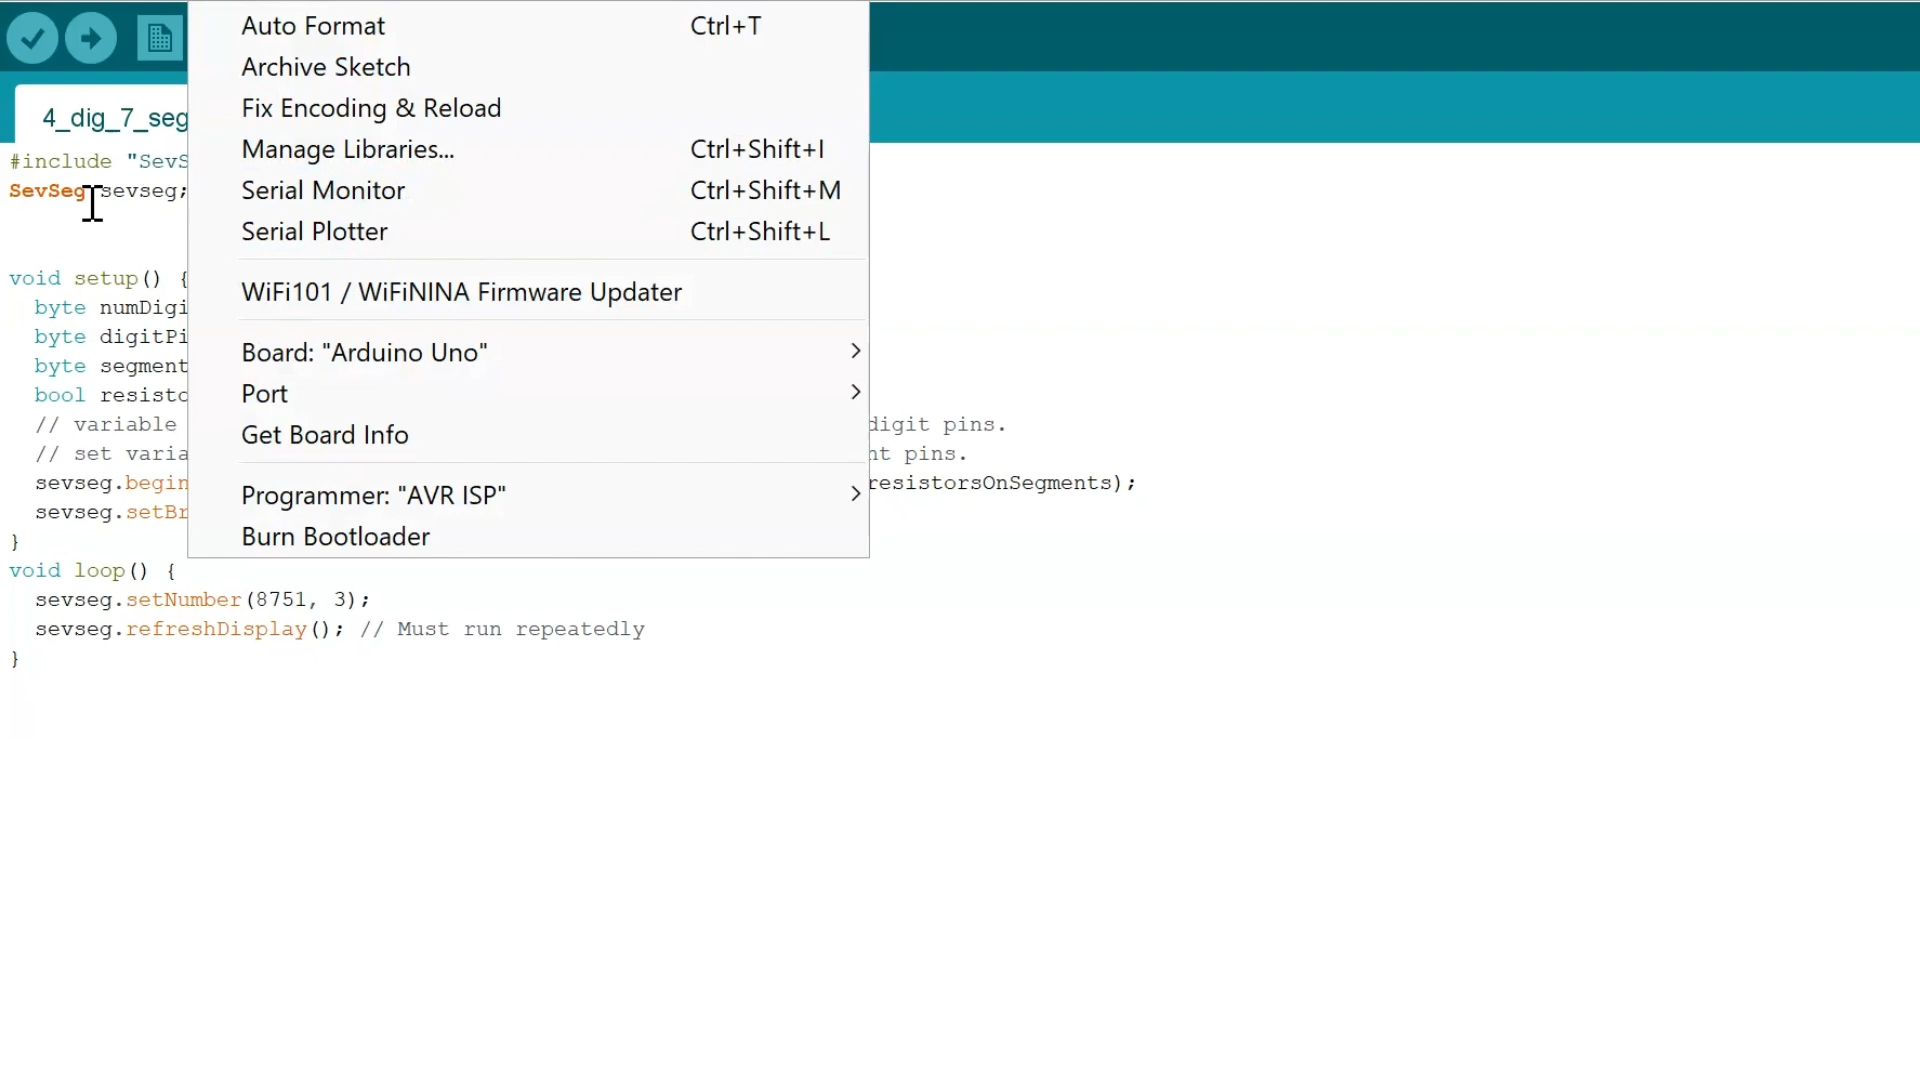 Auto Format Ctrl+T
Archive Sketch
Fix Encoding & Reload
Manage Libraries... Ctrl+Shift+I
Serial Monitor Ctrl+Shift+M
Serial Plotter Ctrl+Shift+L
WiFi101 / WiFiNINA Firmware Updater
Board: "Arduino Uno"
Port
Get Board Info
Programmer: "AVR ISP"
Burn Bootloader
4_dig_7_seg
#include "SevS
SevSeg sevseg;
void setup() {
byte numDigi
byte digitPi
byte segment
bool resisto
// variable digit pins.
// set varia nt pins.
sevseg.begin resistorsOnSegments);
sevseg.setBr
}
void loop() {
sevseg.setNumber(8751, 3);
sevseg.refreshDisplay(); // Must run repeatedly
}